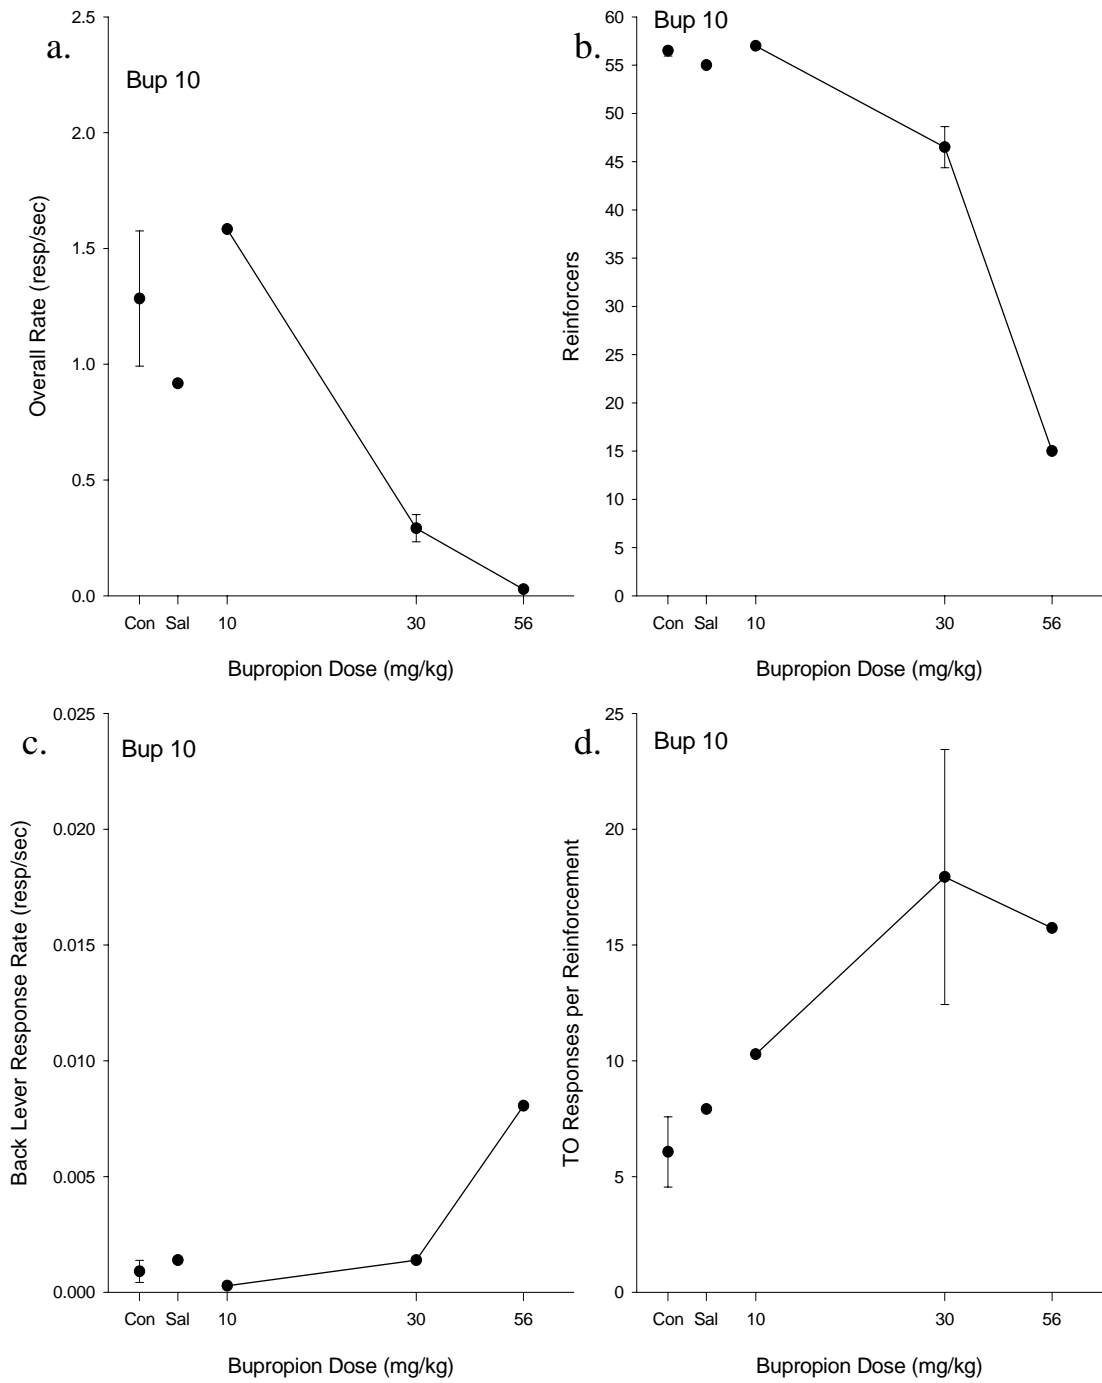 a.
Bup 10
Overall Rate (resp/sec)
2.5
2.0
1.5
1.0
0.5
0.0
Con Sal 10 30 56
Bupropion Dose (mg/kg)
b.
Bup 10
Reinforcers
60
55
50
45
40
35
30
25
20
15
10
5
0
Con Sal 10 30 56
Bupropion Dose (mg/kg)
c.
Bup 10
Back Lever Response Rate (resp/sec)
0.025
0.020
0.015
0.010
0.005
0.000
Con Sal 10 30 56
Bupropion Dose (mg/kg)
d.
Bup 10
TO Responses per Reinforcement
25
20
15
10
5
0
Con Sal 10 30 56
Bupropion Dose (mg/kg)